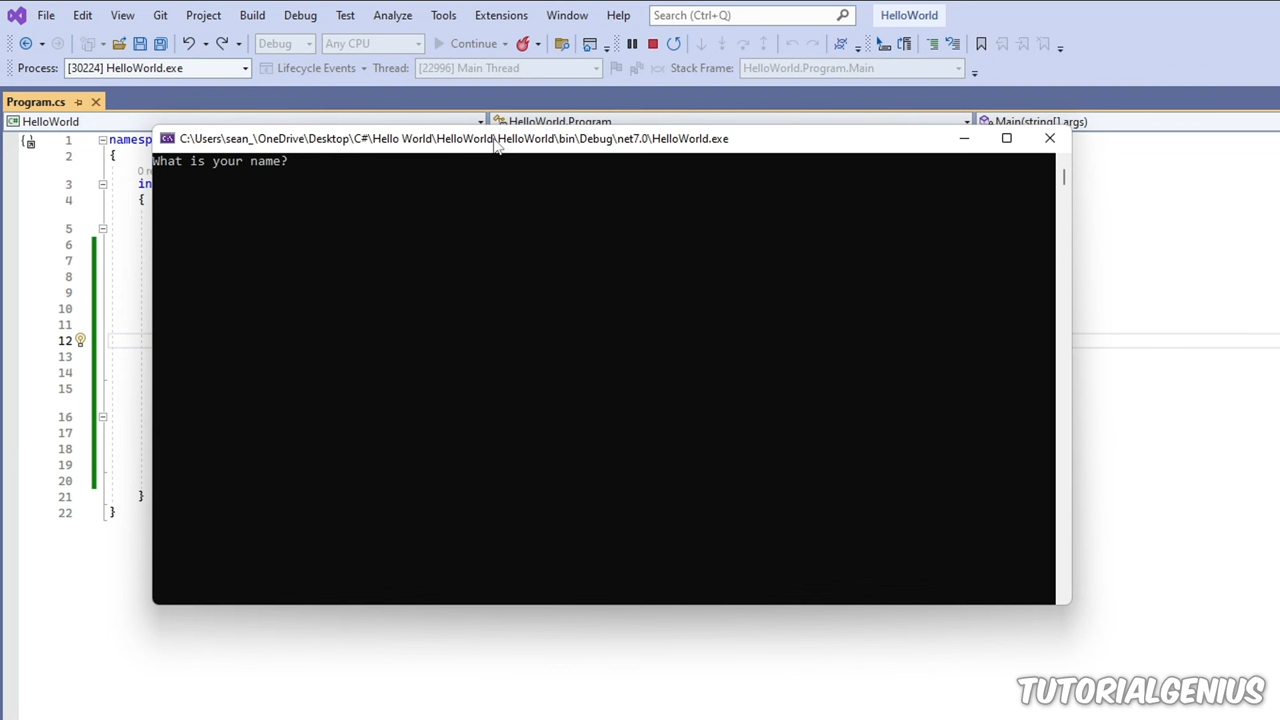 File Edit View Git Project Build Debug Test Analyze Tools Extensions Window Help Search (Ctrl+Q) HelloWorld
Debug Any CPU Continue
Process: [30224] HelloWorld.exe Lifecycle Events Thread: [22996] Main Thread Stack Frame: HelloWorld.Program.Main
Program.cs
HelloWorld HelloWorld.Program Main(string[] args)
C:\Users\sean_\OneDrive\Desktop\C#\Hello World\HelloWorld\HelloWorld\bin\Debug\net7.0\HelloWorld.exe
What is your name?
1 namesp
2 {
0 re
3 in
4 {
5
6
7
8
9
10
11
12
13
14
15
16
17
18
19
20
21 }
22 }
TUTORIALGENIUS